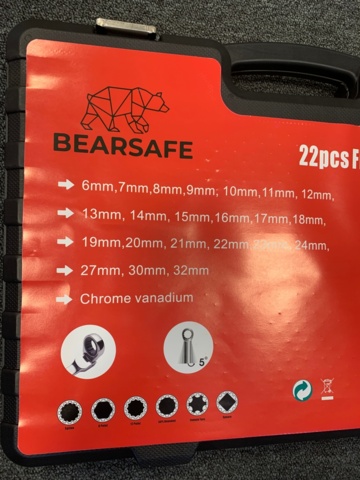 BEARSAFE
22pcs F
6mm,7mm,8mm,9mm, 10mm,11mm, 12mm,
13mm, 14mm, 15mm,16mm,17mm,18mm,
19mm,20mm, 21mm, 22mm 23mm, 24mm,
27mm, 30mm, 32mm
Chrome vanadium
5°